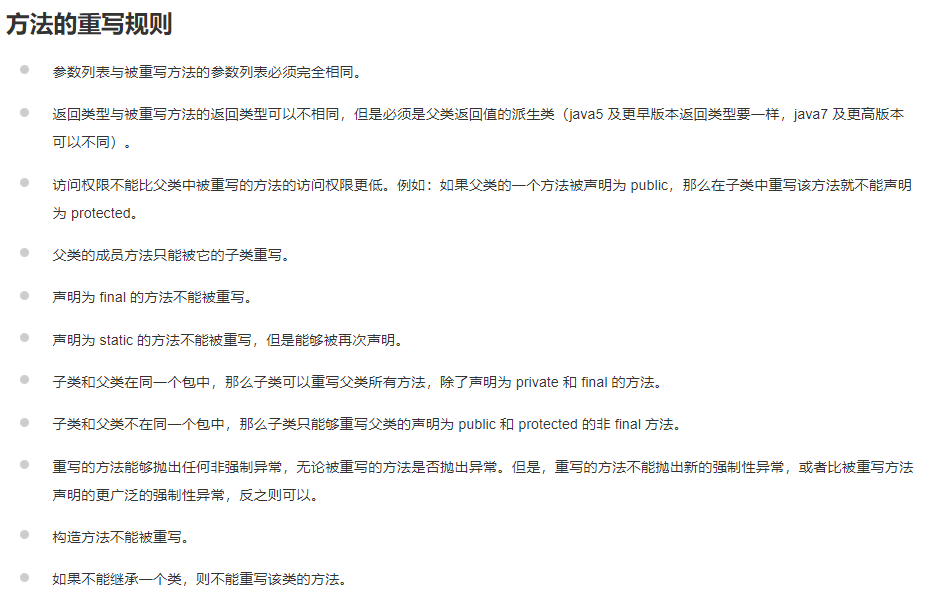 方法的重写规则
参数列表与被重写方法的参数列表必须完全相同。
返回类型与被重写方法的返回类型可以不相同，但是必须是父类返回值的派生类（java5 及更早版本返回类型要一样，java7 及更高版本
可以不同）。
访问权限不能比父类中被重写的方法的访问权限更低。例如：如果父类的一个方法被声明为 public，那么在子类中重写该方法就不能声明
为 protected。
父类的成员方法只能被它的子类重写。
声明为 final 的方法不能被重写。
声明为 static 的方法不能被重写，但是能够被再次声明。
子类和父类在同一个包中，那么子类可以重写父类所有方法，除了声明为 private 和 final 的方法。
子类和父类不在同一个包中，那么子类只能够重写父类的声明为 public 和 protected 的非 final 方法。
重写的方法能够抛出任何非强制异常，无论被重写的方法是否抛出异常。但是，重写的方法不能抛出新的强制性异常，或者比被重写方法
声明的更广泛的强制性异常，反之则可以。
构造方法不能被重写。
如果不能继承一个类，则不能重写该类的方法。